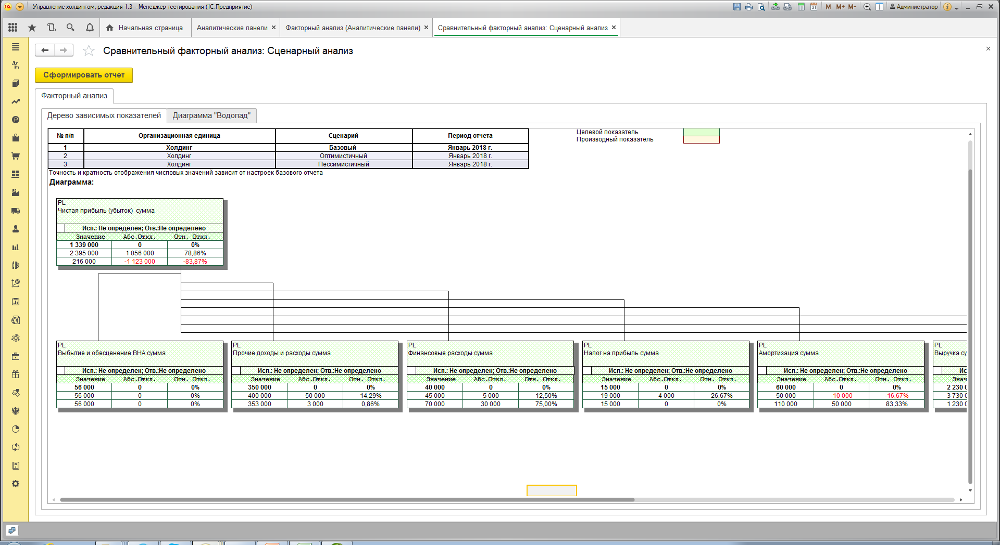 Управление холдингом, редакция 1.3 - Менеджер тестирования (1С:Предприятие)
M M+ M- Администратор
Начальная страница Аналитические панели × Факторный анализ (Аналитические панели) × Сравнительный факторный анализ: Сценарный анализ ×
Сравнительный факторный анализ: Сценарный анализ
Сформировать отчет
Факторный анализ
Дерево зависимых показателей Диаграмма "Водопад"
№ п/п Организационная единица Сценарий Период отчета
1 Холдинг Базовый Январь 2018 г.
2 Холдинг Оптимистичный Январь 2018 г.
3 Холдинг Пессимистичный Январь 2018 г.
Целевой показатель
Производный показатель
Точность и кратность отображения числовых значений зависит от настроек базового отчета
Диаграмма:
PL
Чистая прибыль (убыток) сумма
Исп.: Не определен; Отв.:Не определено
Значение Абс.Откл. Отн. Откл.
1 339 000 0 0%
2 395 000 1 056 000 78,86%
216 000 -1 123 000 -83,87%
PL
Выбытие и обесценение ВНА сумма
Исп.: Не определен; Отв.:Не определено
Значение Абс.Откл. Отн. Откл.
56 000 0 0%
56 000 0 0%
56 000 0 0%
PL
Прочие доходы и расходы сумма
Исп.: Не определен; Отв.:Не определено
Значение Абс.Откл. Отн. Откл.
350 000 0 0%
400 000 50 000 14,29%
353 000 3 000 0,86%
PL
Финансовые расходы сумма
Исп.: Не определен; Отв.:Не определено
Значение Абс.Откл. Отн. Откл.
40 000 0 0%
45 000 5 000 12,50%
70 000 30 000 75,00%
PL
Налог на прибыль сумма
Исп.: Не определен; Отв.:Не определено
Значение Абс.Откл. Отн. Откл.
15 000 0 0%
19 000 4 000 26,67%
15 000 0 0%
PL
Амортизация сумма
Исп.: Не определен; Отв.:Не определено
Значение Абс.Откл. Отн. Откл.
60 000 0 0%
50 000 -10 000 -16,67%
110 000 50 000 83,33%
PL
Выручка су
Ис
Знач
2 230 0
3 730 0
1 230 0